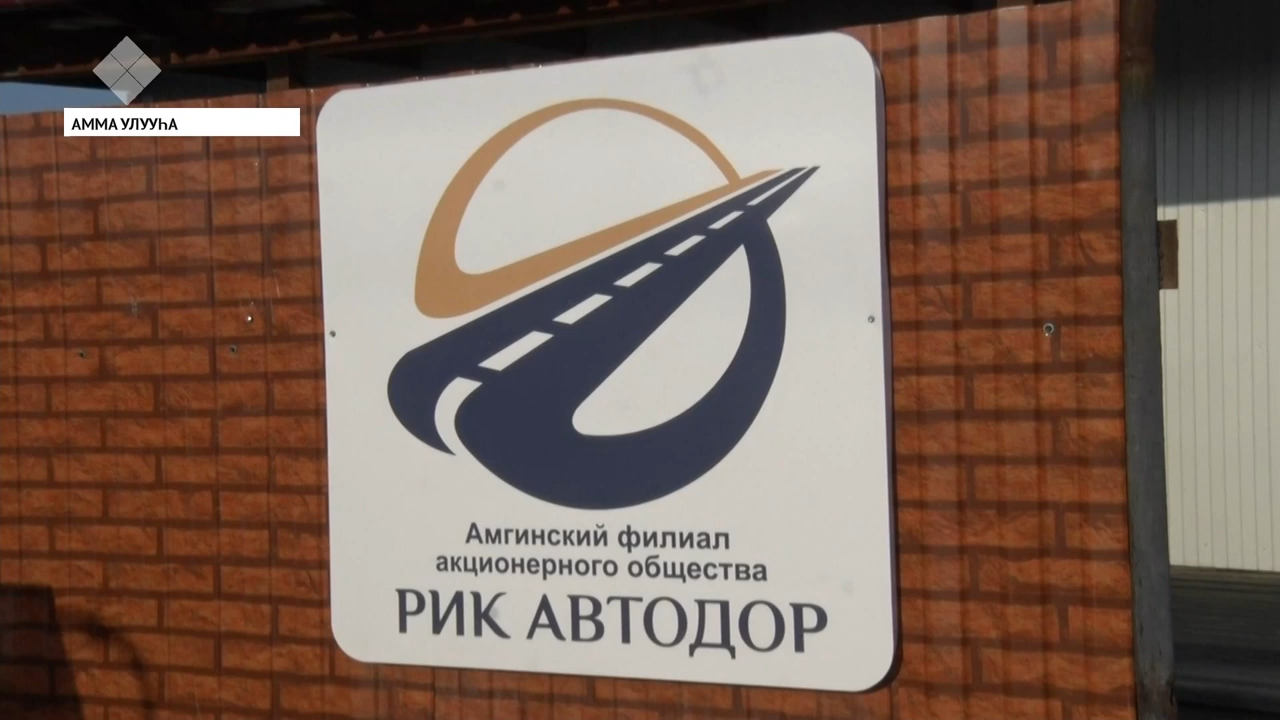 АММА УЛУУҺА
Амгинский филиал
акционерного общества
РИК АВТОДОР